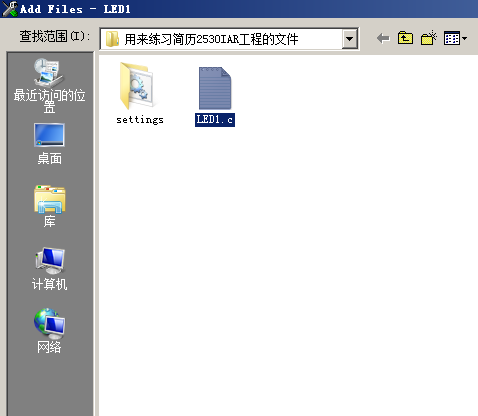 Add Files - LED1
查找范围(I):
用来练习简历2530IAR工程的文件
最近访问的位
置
桌面
库
计算机
网络
settings
LED1.c